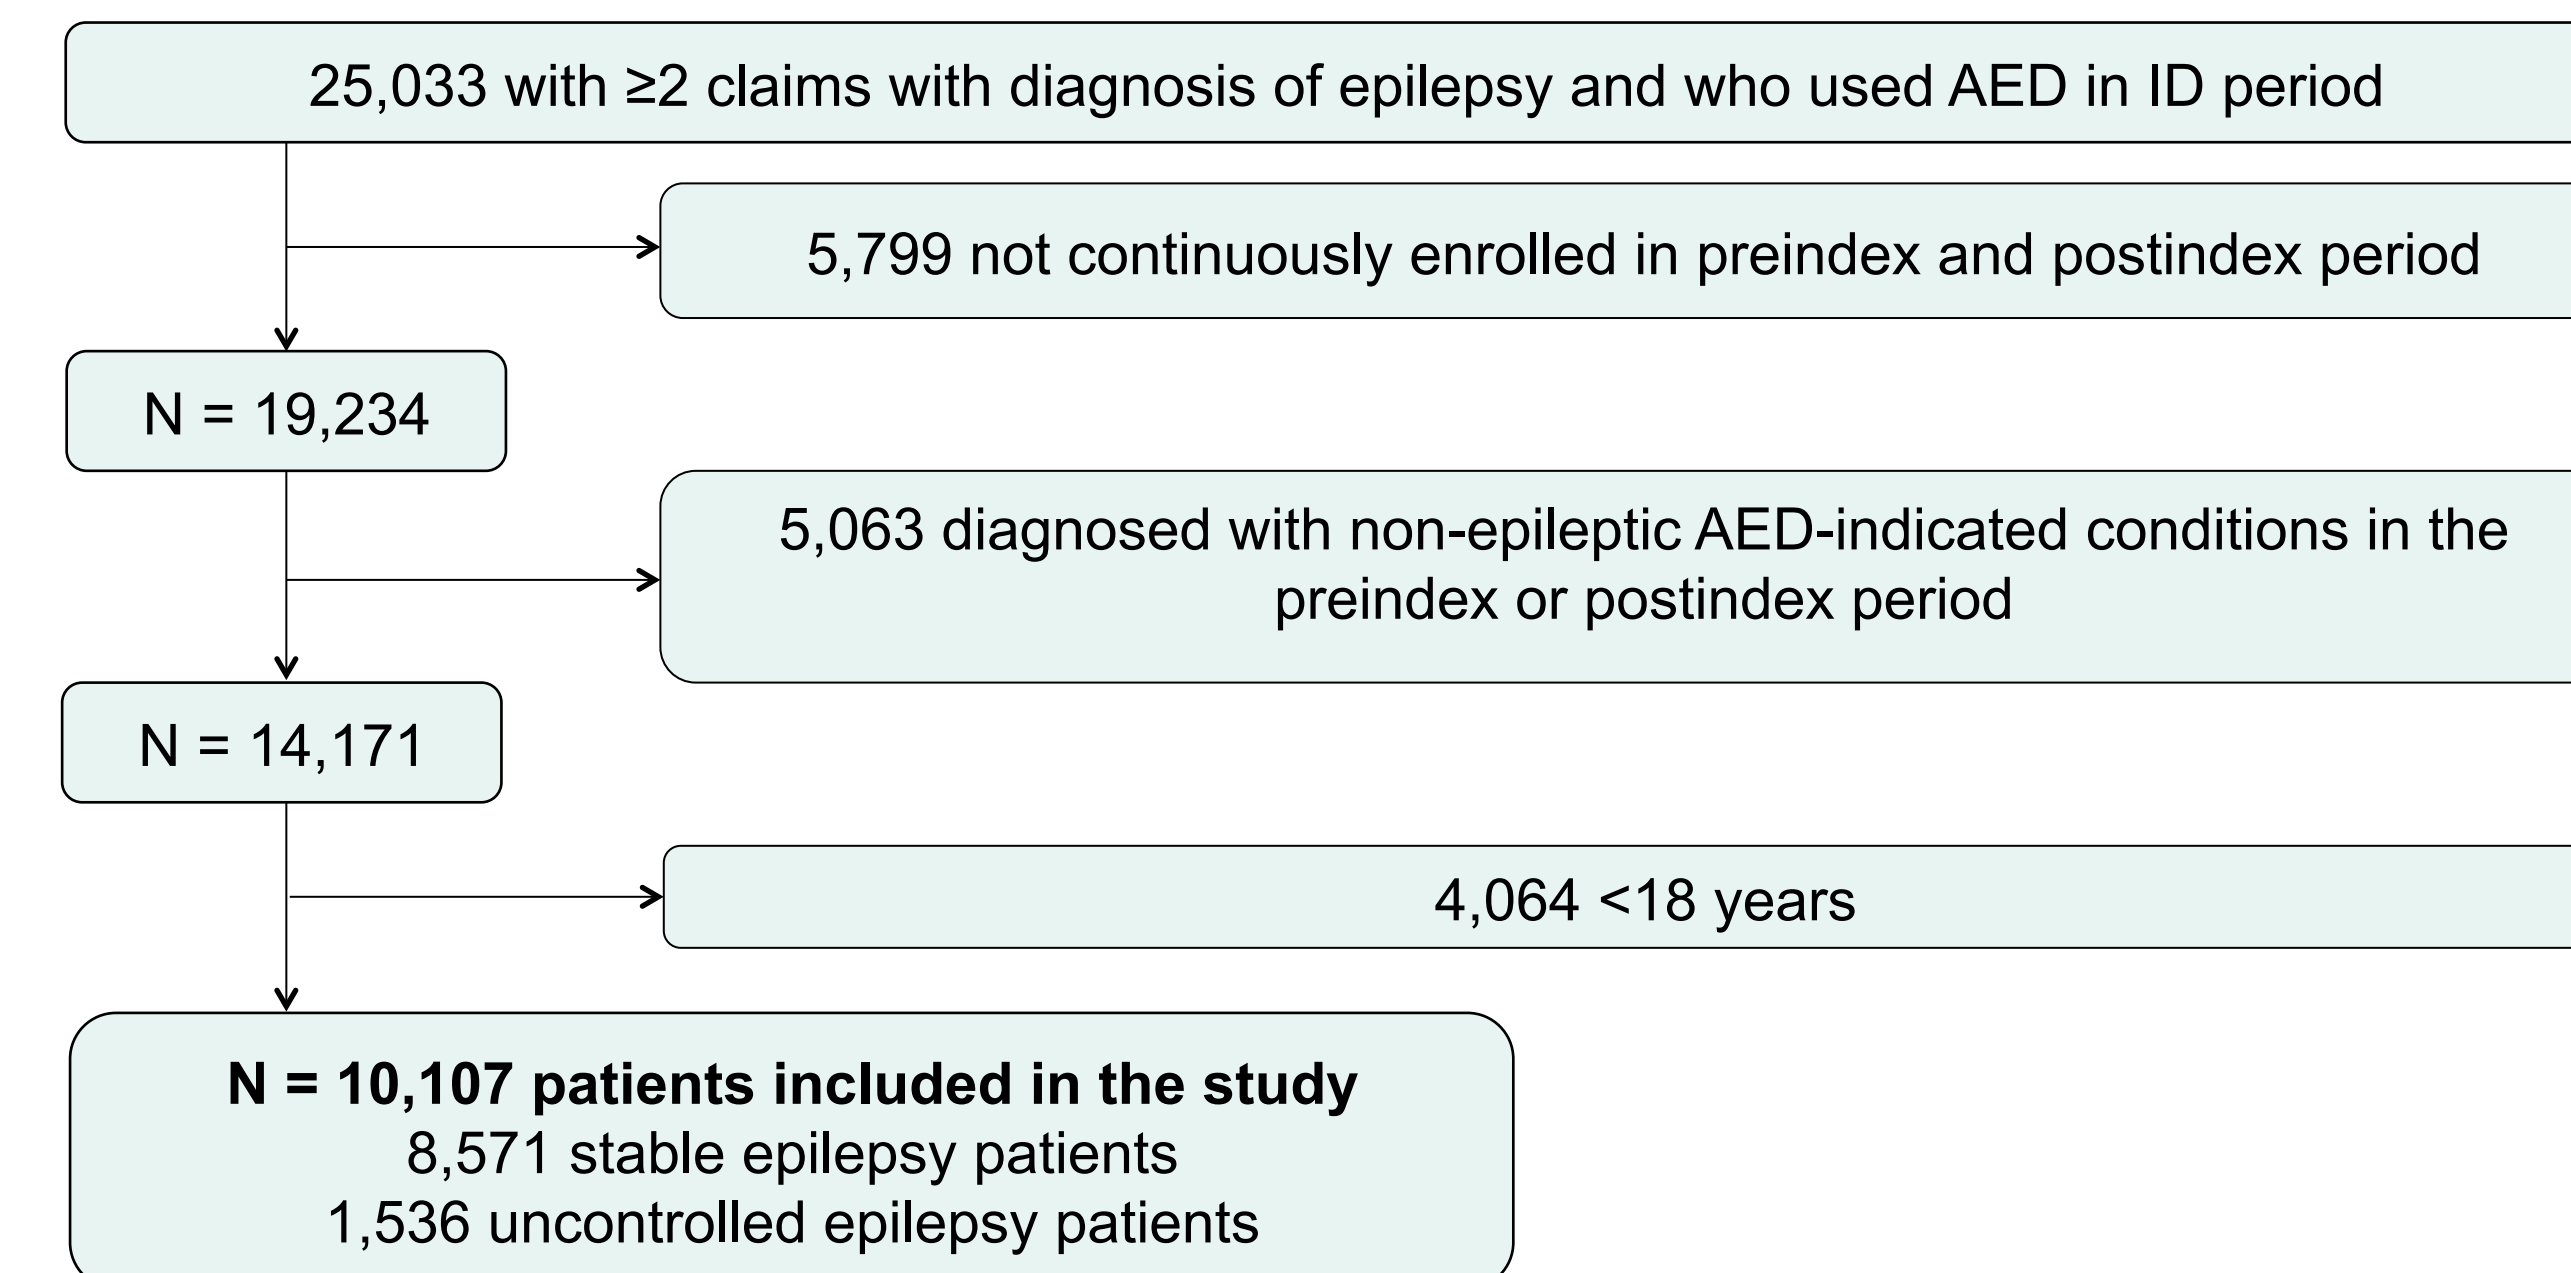 25,033 with ≥2 claims with diagnosis of epilepsy and who used AED in ID period
5,799 not continuously enrolled in preindex and postindex period
N = 19,234
5,063 diagnosed with non-epileptic AED-indicated conditions in the
preindex or postindex period
N = 14,171
4,064 <18 years
N = 10,107 patients included in the study
8,571 stable epilepsy patients
1,536 uncontrolled epilepsy patients